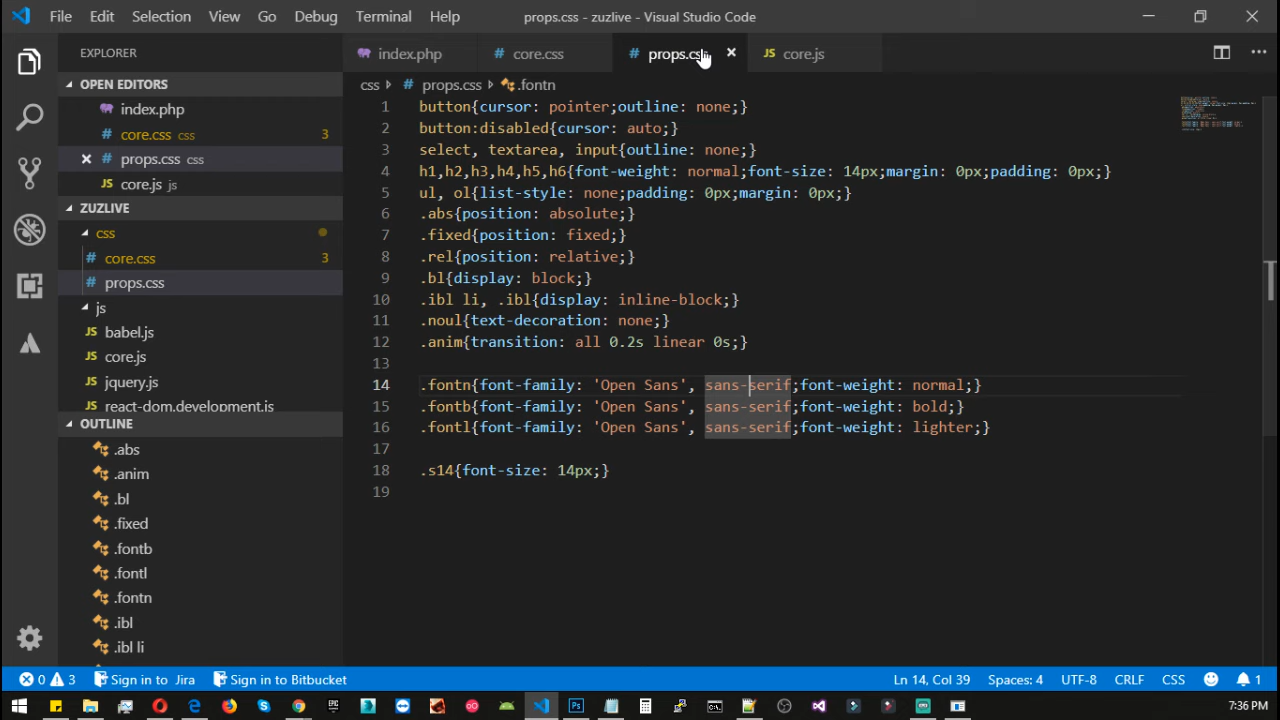 File Edit Selection View Go Debug Terminal Help props.css - zuzlive - Visual Studio Code
EXPLORER
OPEN EDITORS
index.php
core.css css 3
props.css css
core.js js
ZUZLIVE
css
core.css 3
props.css
js
babel.js
core.js
jquery.js
react-dom.development.js
OUTLINE
.abs
.anim
.bl
.fixed
.fontb
.fontl
.fontn
.ibl
.ibl li
index.php # core.css # props.css JS core.js
css > # props.css > .fontn
1 button{cursor: pointer;outline: none;}
2 button:disabled{cursor: auto;}
3 select, textarea, input{outline: none;}
4 h1,h2,h3,h4,h5,h6{font-weight: normal;font-size: 14px;margin: 0px;padding: 0px;}
5 ul, ol{list-style: none;padding: 0px;margin: 0px;}
6 .abs{position: absolute;}
7 .fixed{position: fixed;}
8 .rel{position: relative;}
9 .bl{display: block;}
10 .ibl li, .ibl{display: inline-block;}
11 .noul{text-decoration: none;}
12 .anim{transition: all 0.2s linear 0s;}
13
14 .fontn{font-family: 'Open Sans', sans-serif;font-weight: normal;}
15 .fontb{font-family: 'Open Sans', sans-serif;font-weight: bold;}
16 .fontl{font-family: 'Open Sans', sans-serif;font-weight: lighter;}
17
18 .s14{font-size: 14px;}
19
0 3 Sign in to Jira Sign in to Bitbucket Ln 14, Col 39 Spaces: 4 UTF-8 CRLF CSS 1
7:36 PM